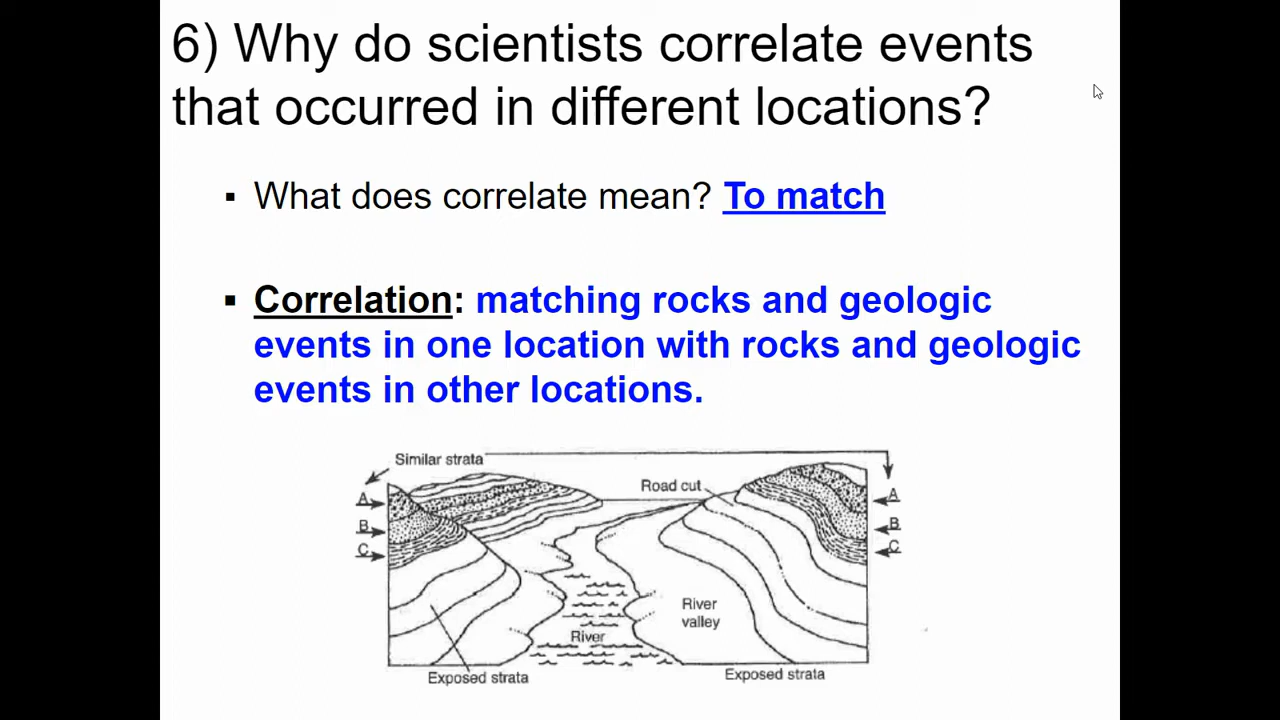 6) Why do scientists correlate events
that occurred in different locations?
▪ What does correlate mean? To match
▪ Correlation: matching rocks and geologic
events in one location with rocks and geologic
events in other locations.
Similar strata
Road cut
A
A
B
B
C
C
River
valley
River
Exposed strata
Exposed strata